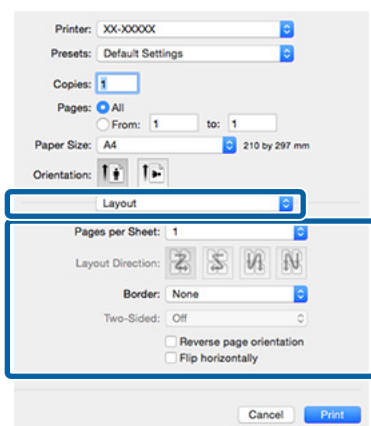 Printer: XX-XXXXX
Presets: Default Settings
Copies: 1
Pages: All
From: 1 to: 1
Paper Size: A4 210 by 297 mm
Orientation:
Layout
Pages per Sheet: 1
Layout Direction:
Border: None
Two-Sided: Off
Reverse page orientation
Flip horizontally
Cancel Print